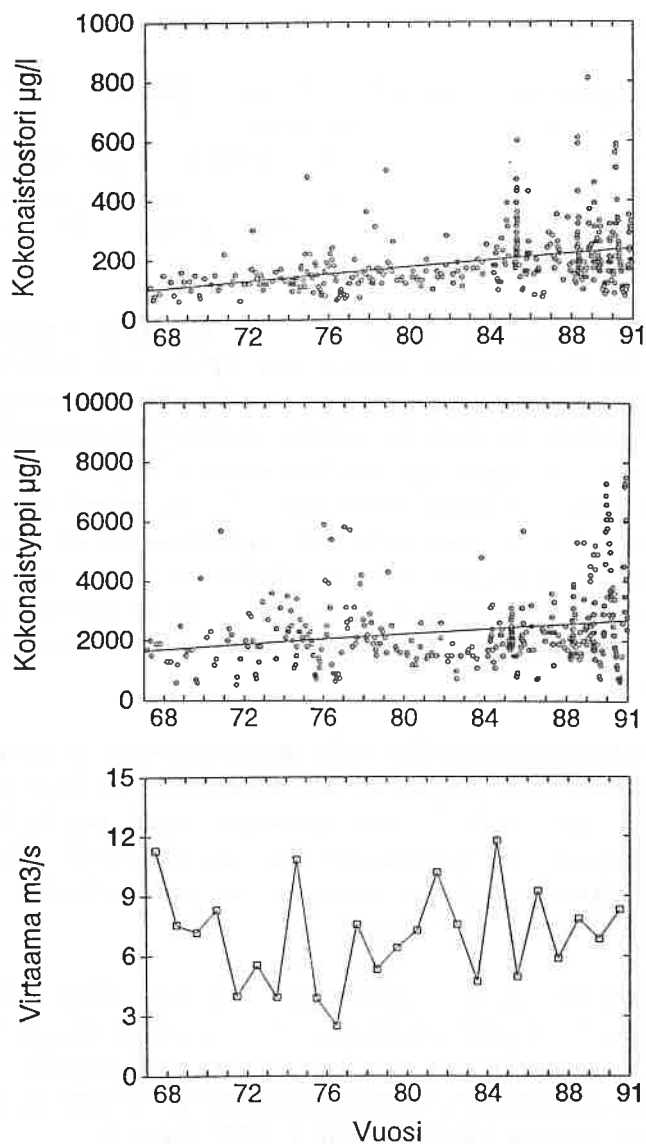 Kokonaisfosfori µg/l
1000
800
600
400
200
0
68 72 76 80 84 88 91
Kokonaistyppi µg/l
10000
8000
6000
4000
2000
0
68 72 76 80 84 88 91
Virtaama m3/s
15
12
9
6
3
0
68 72 76 80 84 88 91
Vuosi